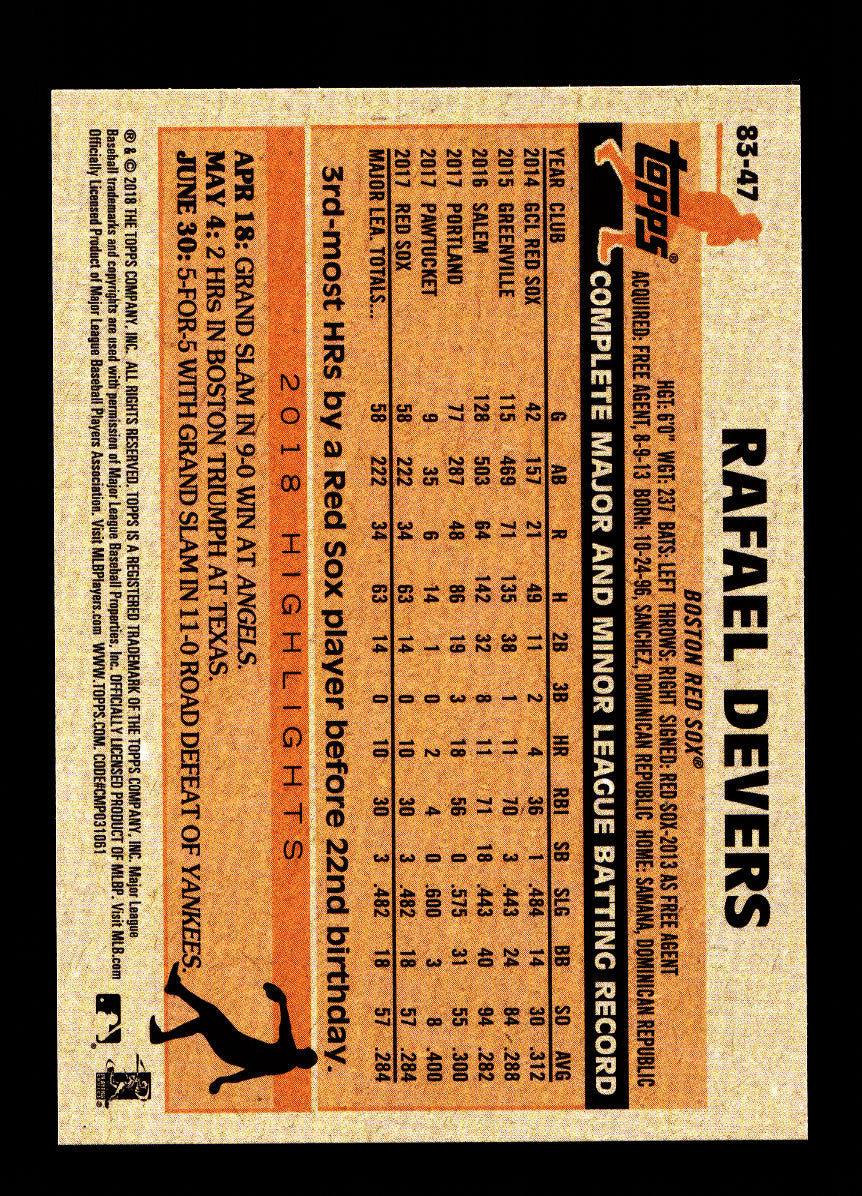 83-47
RAFAEL DEVERS
BOSTON RED SOX®
topps®
HGT: 6'0" WGT: 237 BATS: LEFT THROWS: RIGHT SIGNED: RED SOX-2013 AS FREE AGENT
ACQUIRED: FREE AGENT, 8-9-13 BORN: 10-24-96, SANCHEZ, DOMINICAN REPUBLIC HOME: SAMANA, DOMINICAN REPUBLIC
COMPLETE MAJOR AND MINOR LEAGUE BATTING RECORD
YEAR CLUB G AB R H 2B 3B HR RBI SB SLG BB SO AVG
2014 GCL RED SOX 42 157 21 49 11 2 4 36 1 .484 14 30 .312
2015 GREENVILLE 115 469 71 135 38 1 11 70 3 .443 24 84 .288
2016 SALEM 128 503 64 142 32 8 11 71 18 .443 40 94 .282
2017 PORTLAND 77 287 48 86 19 3 18 56 0 .575 31 55 .300
2017 PAWTUCKET 9 35 6 14 1 0 2 4 0 .600 3 8 .400
2017 RED SOX 58 222 34 63 14 0 10 30 3 .482 18 57 .284
MAJOR LEA. TOTALS... 58 222 34 63 14 0 10 30 3 .482 18 57 .284
3rd-most HRs by a Red Sox player before 22nd birthday.
2018 HIGHLIGHTS
APR 18: GRAND SLAM IN 9-0 WIN AT ANGELS.
MAY 4: 2 HRs IN BOSTON TRIUMPH AT TEXAS.
JUNE 30: 5-FOR-5 WITH GRAND SLAM IN 11-0 ROAD DEFEAT OF YANKEES.
® & © 2018 THE TOPPS COMPANY, INC. ALL RIGHTS RESERVED. TOPPS IS A REGISTERED TRADEMARK OF THE TOPPS COMPANY, INC. Major League
Baseball trademarks and copyrights are used with permission of Major League Baseball Properties, Inc. OFFICIALLY LICENSED PRODUCT OF MLBP. Visit MLB.com
Officially Licensed Product of Major League Baseball Players Association. Visit MLBPlayers.com WWW.TOPPS.COM. CODE#CMP031061